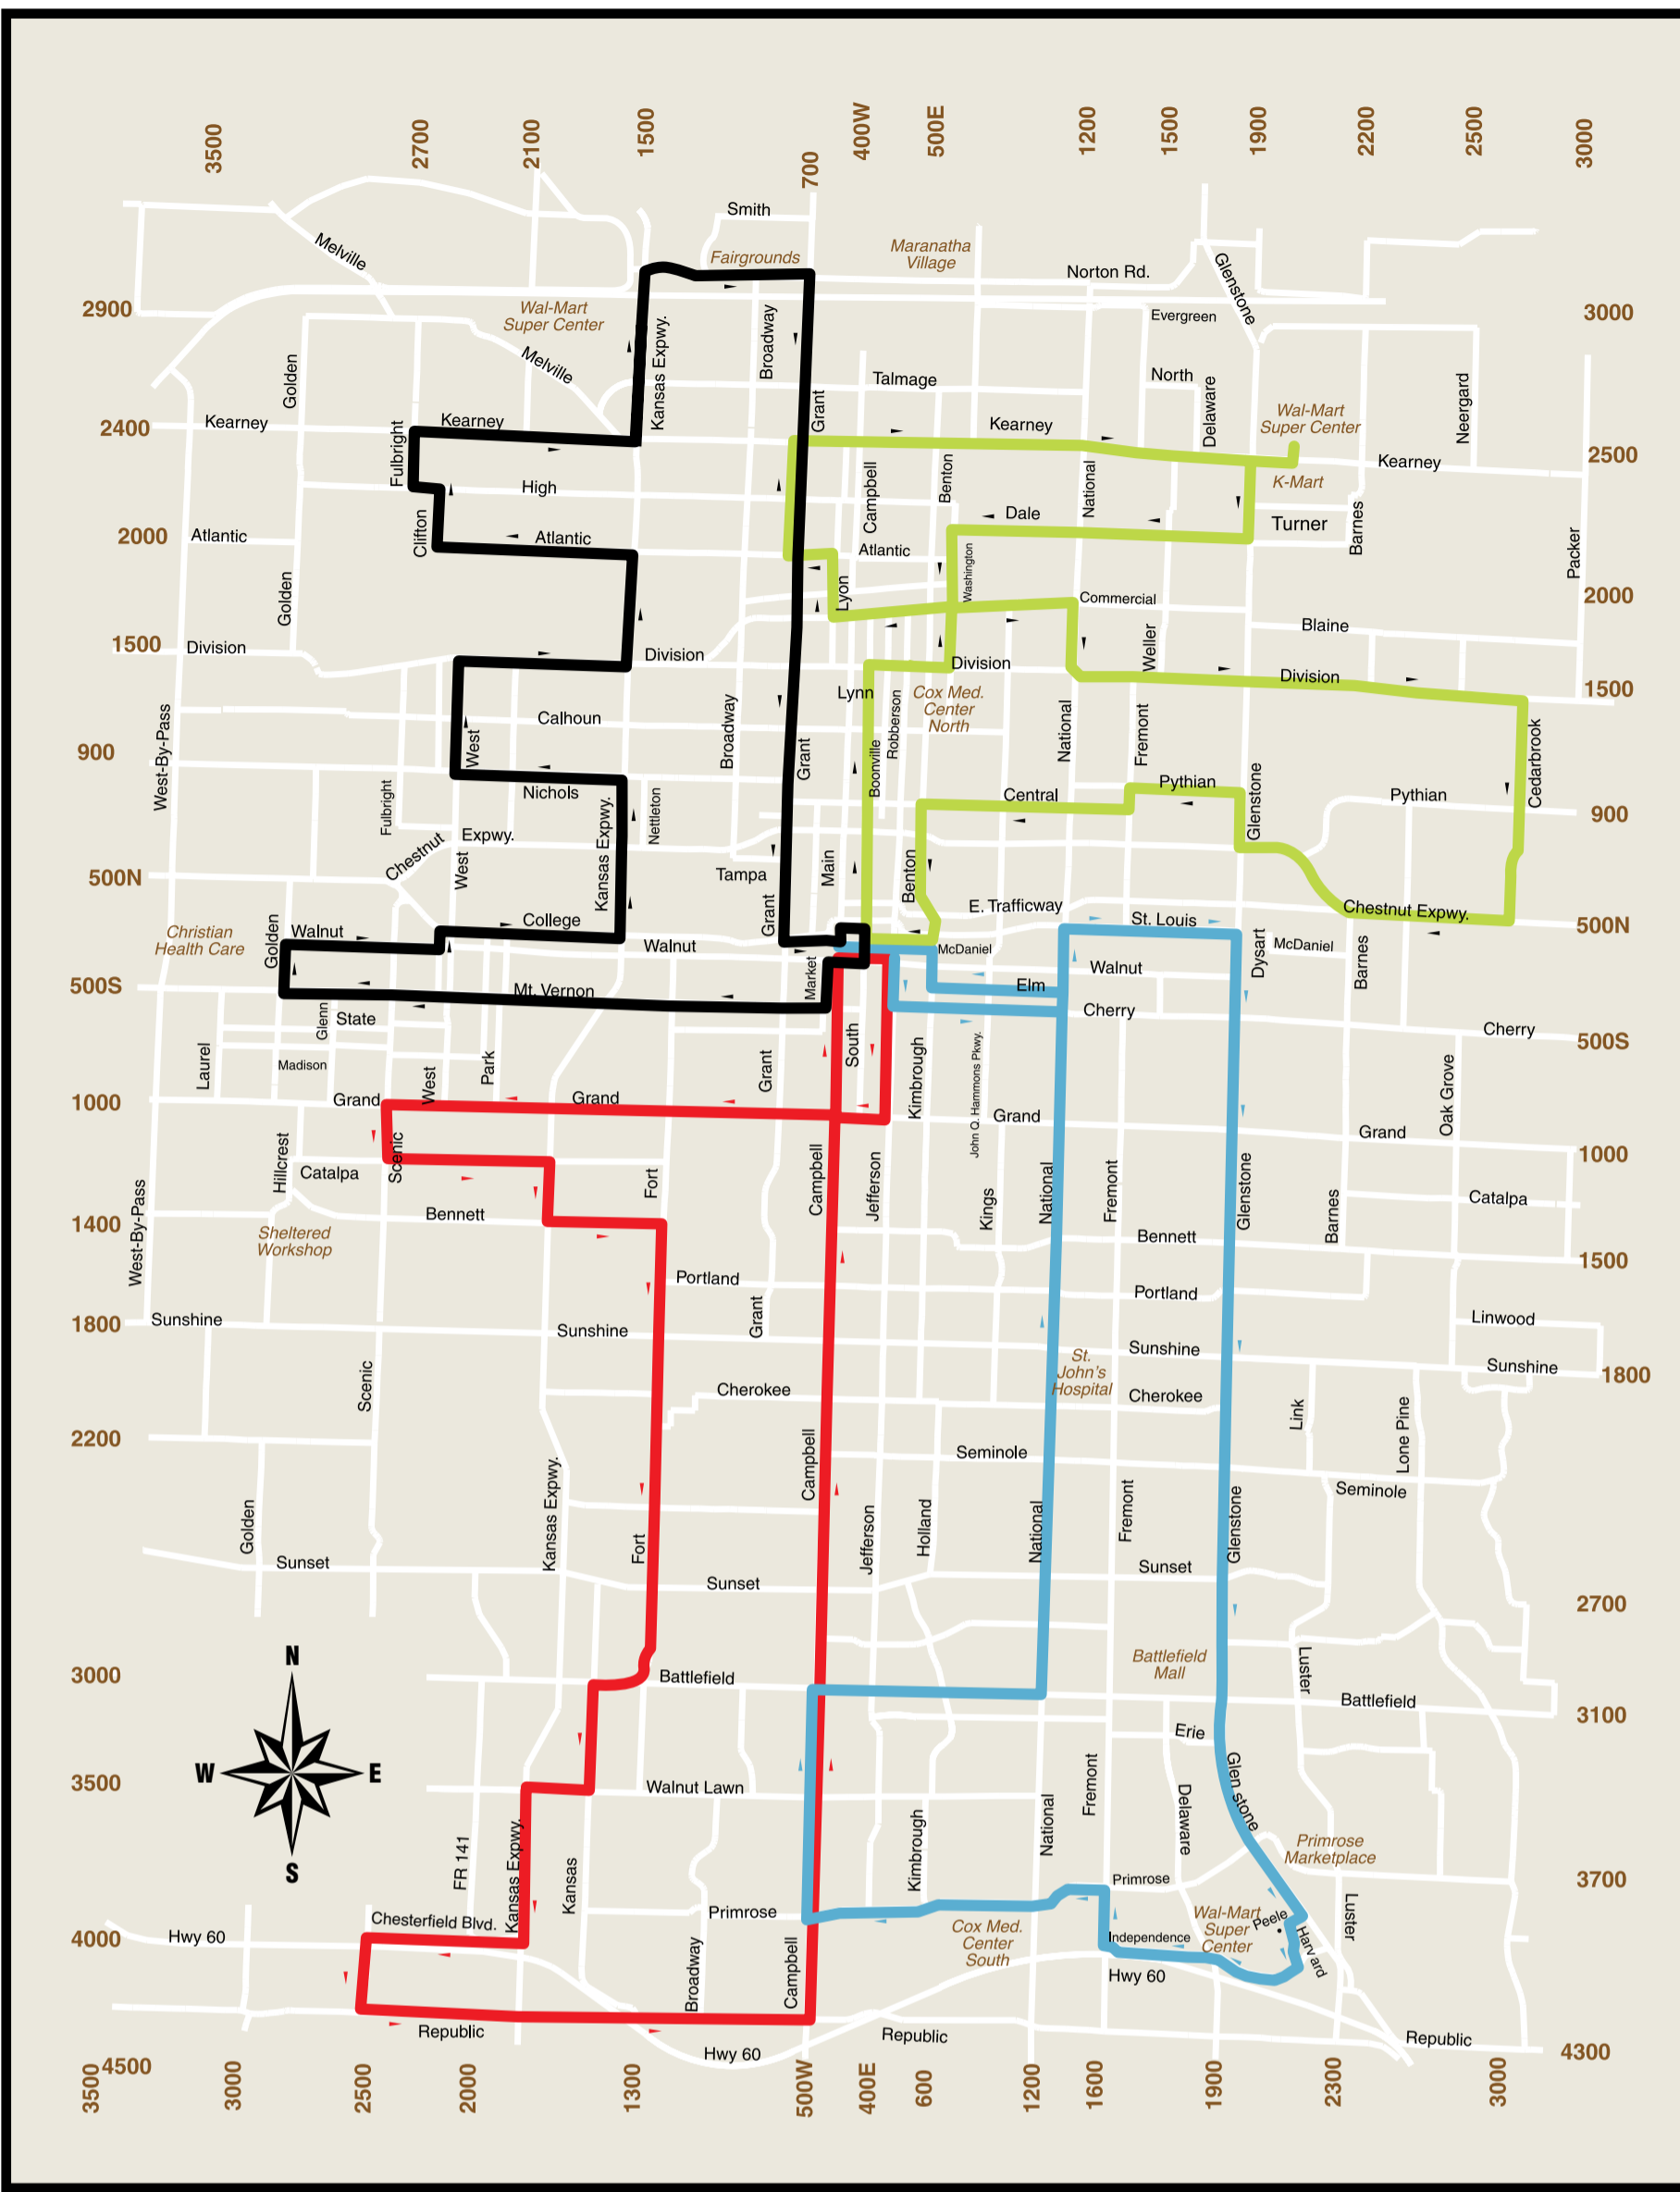 3500
2700
2100
1500
700
400W
500E
1200
1500
1900
2200
2500
3000
Smith
Melville
Fairgrounds
Maranatha
Village
Norton Rd.
Glenstone
2900
Wal-Mart
Super Center
Kansas Expwy.
Broadway
Evergreen
3000
Golden
Melville
Talmage
North
Delaware
Neergard
Grant
Wal-Mart
Super Center
2400
Kearney
Fulbright
Kearney
Kearney
Kearney
2500
High
Campbell
Benton
National
K-Mart
2000
Atlantic
Clifton
Atlantic
Atlantic
Dale
Turner
Barnes
Packer
Golden
Lyon
Washington
Commercial
2000
1500
Division
Division
Division
Weller
Blaine
Division
1500
Lynn
Cox Med.
Center
North
Robberson
Calhoun
West
Broadway
Grant
Boonville
National
Fremont
Cedarbrook
900
West-By-Pass
Nichols
Fulbright
Kansas Expwy.
Nettleton
Central
Pythian
Glenstone
Pythian
900
Chestnut
Expwy.
West
Tampa
Main
Benton
500N
E. Trafficway
St. Louis
Chestnut Expwy.
500N
Christian
Health Care
Golden
Walnut
College
Walnut
Grant
McDaniel
Dysart
McDaniel
Barnes
500S
Mt. Vernon
Market
Walnut
Elm
Cherry
Cherry
500S
Glenn
State
Laurel
Madison
West
Park
Grant
South
Kimbrough
John Q. Hammons Pkwy.
Oak Grove
1000
Grand
Grand
Grand
Grand
1000
Hillcrest
Catalpa
Scenic
Fort
Campbell
Jefferson
Kings
National
Fremont
Glenstone
Barnes
Catalpa
1400
West-By-Pass
Bennett
Sheltered
Workshop
Bennett
1500
Portland
Portland
Grant
1800
Sunshine
Sunshine
Sunshine
Linwood
Sunshine
1800
St.
John's
Hospital
Scenic
Cherokee
Cherokee
Link
Lone Pine
2200
Campbell
Seminole
Seminole
Golden
Kansas Expwy.
Fort
Jefferson
Holland
National
Fremont
Glenstone
Sunset
Sunset
Sunset
2700
Battlefield
Mall
Luster
3000
Battlefield
Battlefield
3100
Erie
N
W
E
S
3500
Walnut Lawn
Glen stone
Fremont
Delaware
National
Kimbrough
FR 141
Kansas Expwy.
Kansas
Primrose
Marketplace
3700
Primrose
Primrose
Wal-Mart
Super
Center
Peele
Harvard
Luster
4000
Hwy 60
Chesterfield Blvd.
Cox Med.
Center
South
Independence
Hwy 60
Broadway
Campbell
Republic
Republic
Republic
Hwy 60
4300
4500
3500
3000
2500
2000
1300
500W
400E
600
1200
1600
1900
2300
3000